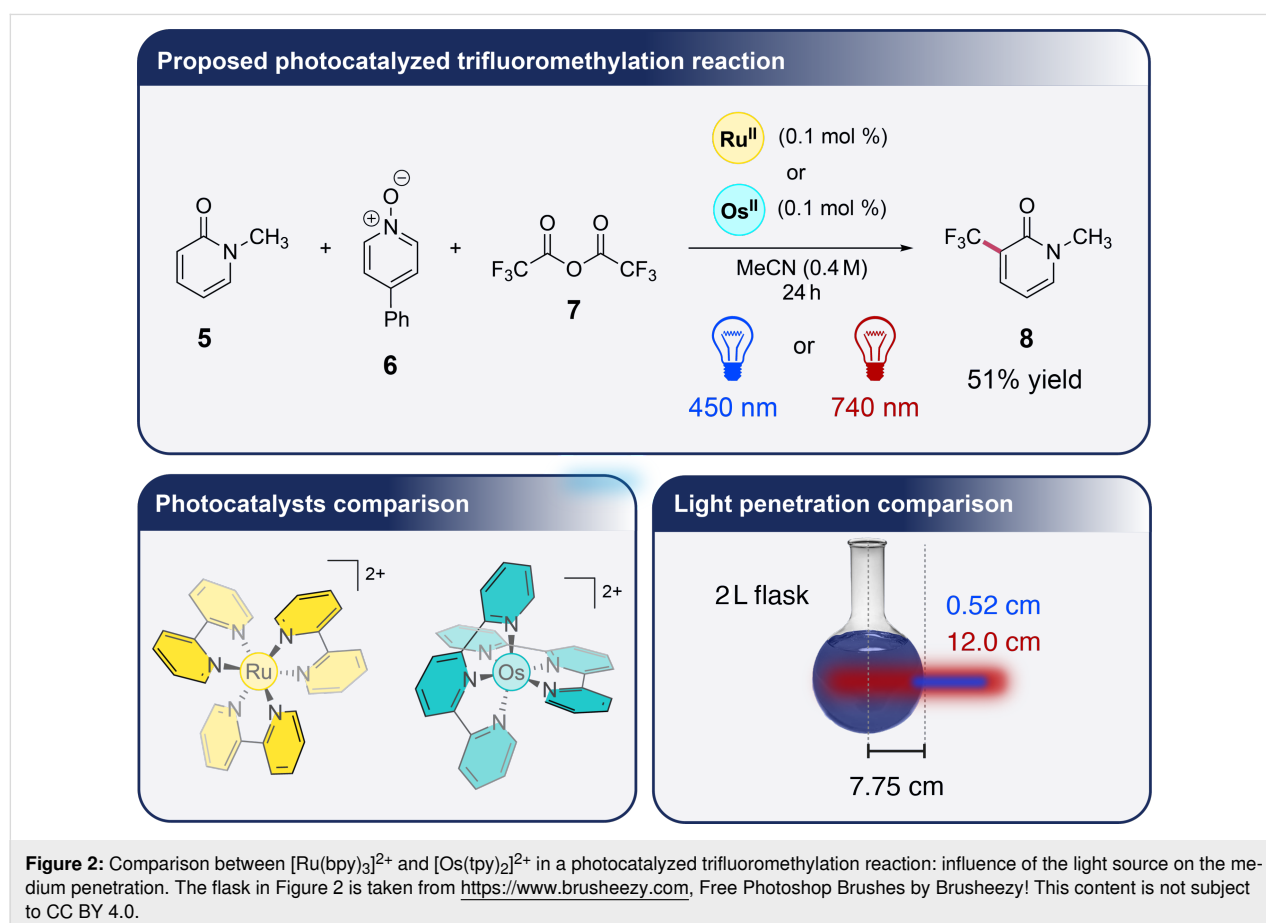 Proposed photocatalyzed trifluoromethylation reaction
Ru^II (0.1 mol %)
or
Os^II (0.1 mol %)
MeCN (0.4 M)
24 h
or
450 nm 740 nm
O
N
CH3
5
+
O
−
+
N
Ph
6
+
O O
F3C O CF3
7
O
F3C
N
CH3
8
51% yield
Photocatalysts comparison
2+
N
N
N
Ru
N
N
N
2+
N
N
N
Os
N
N
N
Light penetration comparison
2 L flask
0.52 cm
12.0 cm
7.75 cm
Figure 2: Comparison between [Ru(bpy)3]2+ and [Os(tpy)2]2+ in a photocatalyzed trifluoromethylation reaction: influence of the light source on the me-
dium penetration. The flask in Figure 2 is taken from https://www.brusheezy.com, Free Photoshop Brushes by Brusheezy! This content is not subject
to CC BY 4.0.